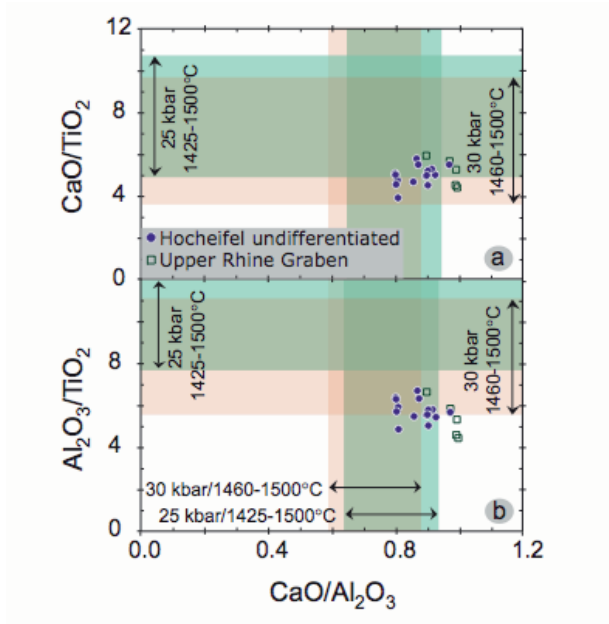 12
8
4
0
CaO/TiO₂
25 kbar
1425-1500°C
30 kbar
1460-1500°C
Hocheifel undifferentiated
Upper Rhine Graben
a
8
4
0
Al₂O₃/TiO₂
25 kbar
1425-1500°C
30 kbar
1460-1500°C
30 kbar/1460-1500°C
25 kbar/1425-1500°C
b
0.0 0.4 0.8 1.2
CaO/Al₂O₃